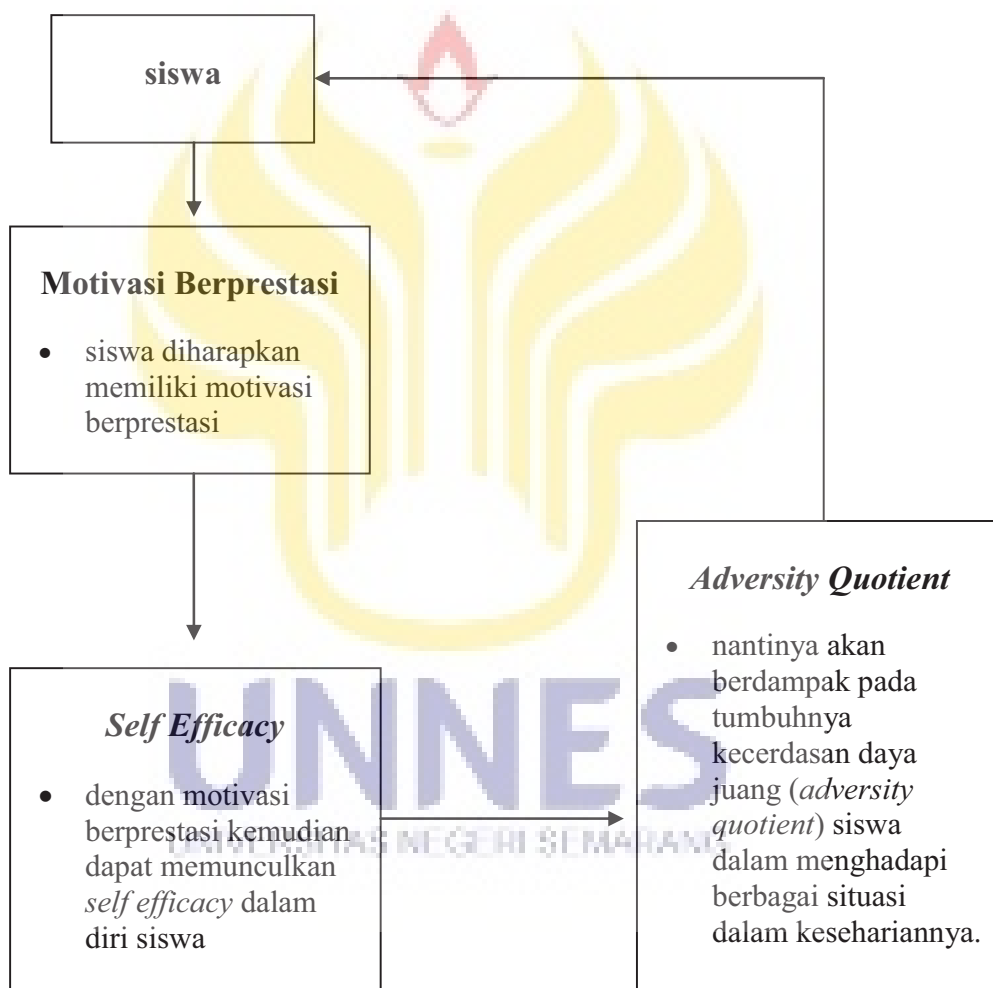 siswa
Motivasi Berprestasi
• siswa diharapkan
memiliki motivasi
berprestasi
Self Efficacy
• dengan motivasi
berprestasi kemudian
dapat memunculkan
self efficacy dalam
diri siswa
Adversity Quotient
• nantinya akan
berdampak pada
tumbuhnya
kecerdasan daya
juang (adversity
quotient) siswa
dalam menghadapi
berbagai situasi
dalam kesehariannya.
UNNES
UNIVERSITAS NEGERI SEMARANG